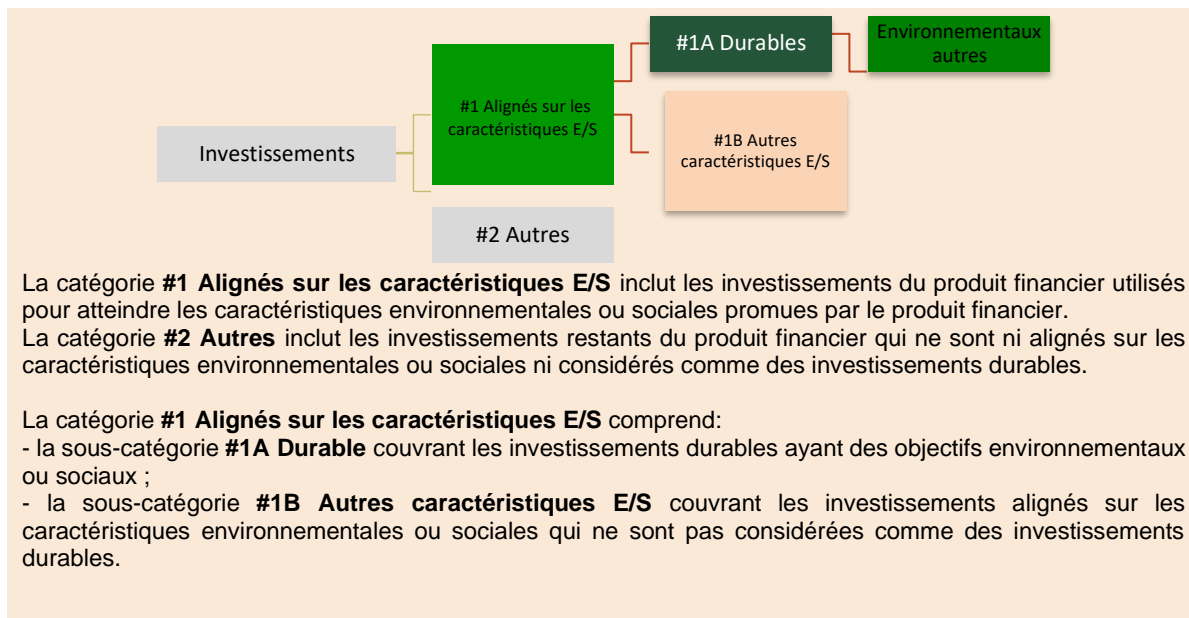 #1A Durables
Environnementaux
autres
#1 Alignés sur les
caractéristiques E/S
#1B Autres
caractéristiques E/S
Investissements
#2 Autres
La catégorie #1 Alignés sur les caractéristiques E/S inclut les investissements du produit financier utilisés
pour atteindre les caractéristiques environnementales ou sociales promues par le produit financier.
La catégorie #2 Autres inclut les investissements restants du produit financier qui ne sont ni alignés sur les
caractéristiques environnementales ou sociales ni considérés comme des investissements durables.
La catégorie #1 Alignés sur les caractéristiques E/S comprend:
- la sous-catégorie #1A Durable couvrant les investissements durables ayant des objectifs environnementaux
ou sociaux ;
- la sous-catégorie #1B Autres caractéristiques E/S couvrant les investissements alignés sur les
caractéristiques environnementales ou sociales qui ne sont pas considérées comme des investissements
durables.